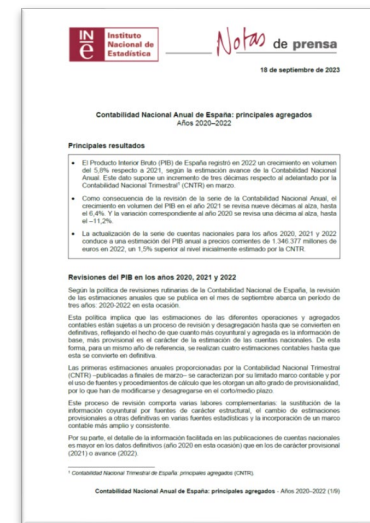 INe
Instituto
Nacional de
Estadística
Notas de prensa
18 de septiembre de 2023
Contabilidad Nacional Anual de España: principales agregados
Años 2020–2022
Principales resultados
• El Producto Interior Bruto (PIB) de España registró en 2022 un crecimiento en volumen
del 5,8% respecto a 2021, según la estimación avance de la Contabilidad Nacional
Anual. Este dato supone un incremento de tres décimas respecto al adelantado por la
Contabilidad Nacional Trimestral¹ (CNTR) en marzo.
• Como consecuencia de la revisión de la serie de la Contabilidad Nacional Anual, el
crecimiento en volumen del PIB en el año 2021 se revisa nueve décimas al alza, hasta
el 6,4%. Y la variación correspondiente al año 2020 se revisa una décima al alza, hasta
el –11,2%.
• La actualización de la serie de cuentas nacionales para los años 2020, 2021 y 2022
conduce a una estimación del PIB anual a precios corrientes de 1.346.377 millones de
euros en 2022, un 1,5% superior al nivel inicialmente estimado por la CNTR.
Revisiones del PIB en los años 2020, 2021 y 2022
Según la política de revisiones rutinarias de la Contabilidad Nacional de España, la revisión
de las estimaciones anuales que se publica en el mes de septiembre abarca un período de
tres años: 2020-2022 en esta ocasión.
Esta política implica que las estimaciones de las diferentes operaciones y agregados
contables están sujetas a un proceso de revisión y desagregación hasta que se convierten en
definitivas, reflejando el hecho de que cuanto más coyuntural y agregada es la información de
base, más provisional es el carácter de la estimación de las cuentas nacionales. De esta
forma, para un mismo año de referencia, se realizan cuatro estimaciones contables hasta que
esta se convierte en definitiva.
Las primeras estimaciones anuales proporcionadas por la Contabilidad Nacional Trimestral
(CNTR) –publicadas a finales de marzo– se caracterizan por su limitado marco contable y por
el uso de fuentes y procedimientos de cálculo que les otorgan un alto grado de provisionalidad,
por lo que han de modificarse y desagregarse en el corto/medio plazo.
Este proceso de revisión comporta varias labores complementarias: la sustitución de la
información coyuntural por fuentes de carácter estructural, el cambio de estimaciones
provisionales a otras definitivas en varias fuentes estadísticas y la incorporación de un marco
contable más amplio y consistente.
Por su parte, el detalle de la información facilitada en las publicaciones de cuentas nacionales
es mayor en los datos definitivos (año 2020 en esta ocasión) que en los de carácter provisional
(2021) o avance (2022).
¹ Contabilidad Nacional Trimestral de España: principales agregados (CNTR).
Contabilidad Nacional Anual de España: principales agregados - Años 2020–2022 (1/9)